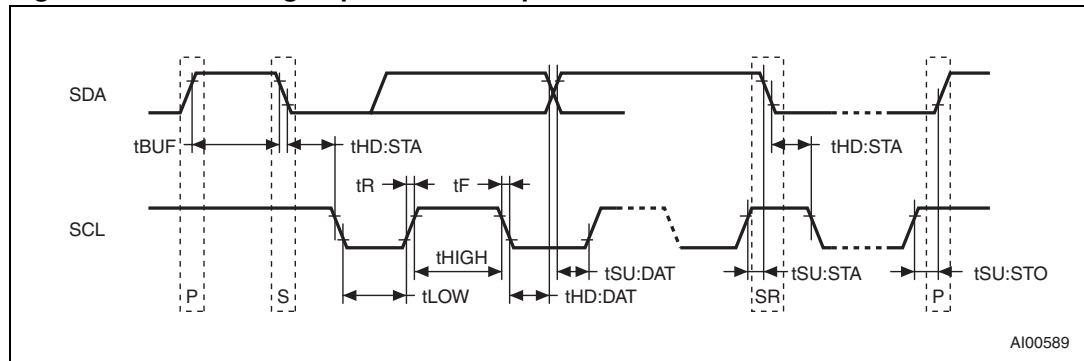 SDA
tBUF
tHD:STA
tHD:STA
tR
tF
SCL
tHIGH
tSU:DAT
tSU:STA
tSU:STO
tLOW
tHD:DAT
P
S
SR
P
AI00589